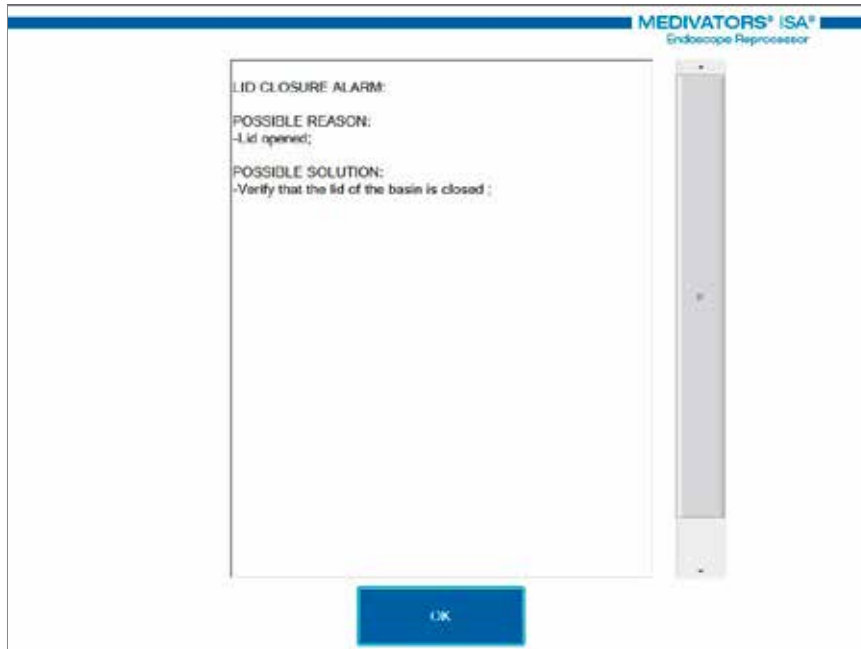 MEDIVATORS® ISA®
Endoscope Reprocessor
LID CLOSURE ALARM:
POSSIBLE REASON:
-Lid opened;
POSSIBLE SOLUTION:
-Verify that the lid of the basin is closed ;
OK